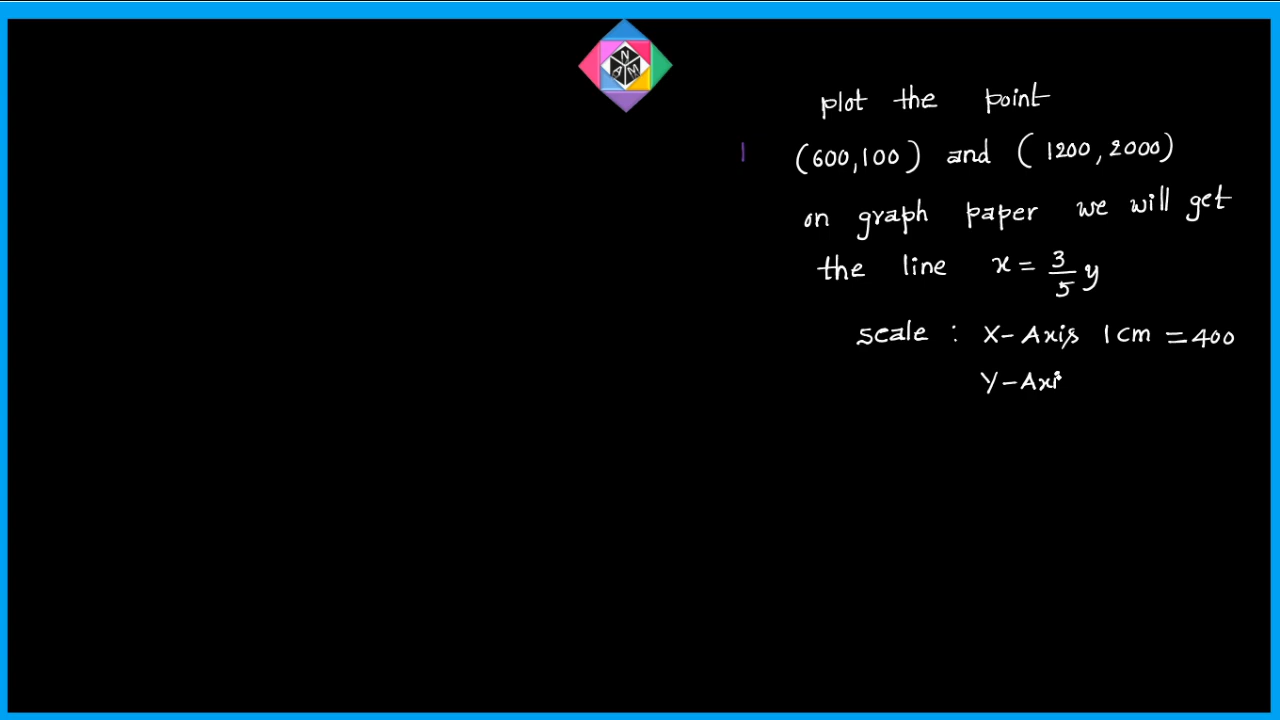 N
A M
plot the point
(600,100) and (1200,2000)
on graph paper we will get
the line x = 3/5 y
scale : X-Axis 1cm = 400
Y-Axi